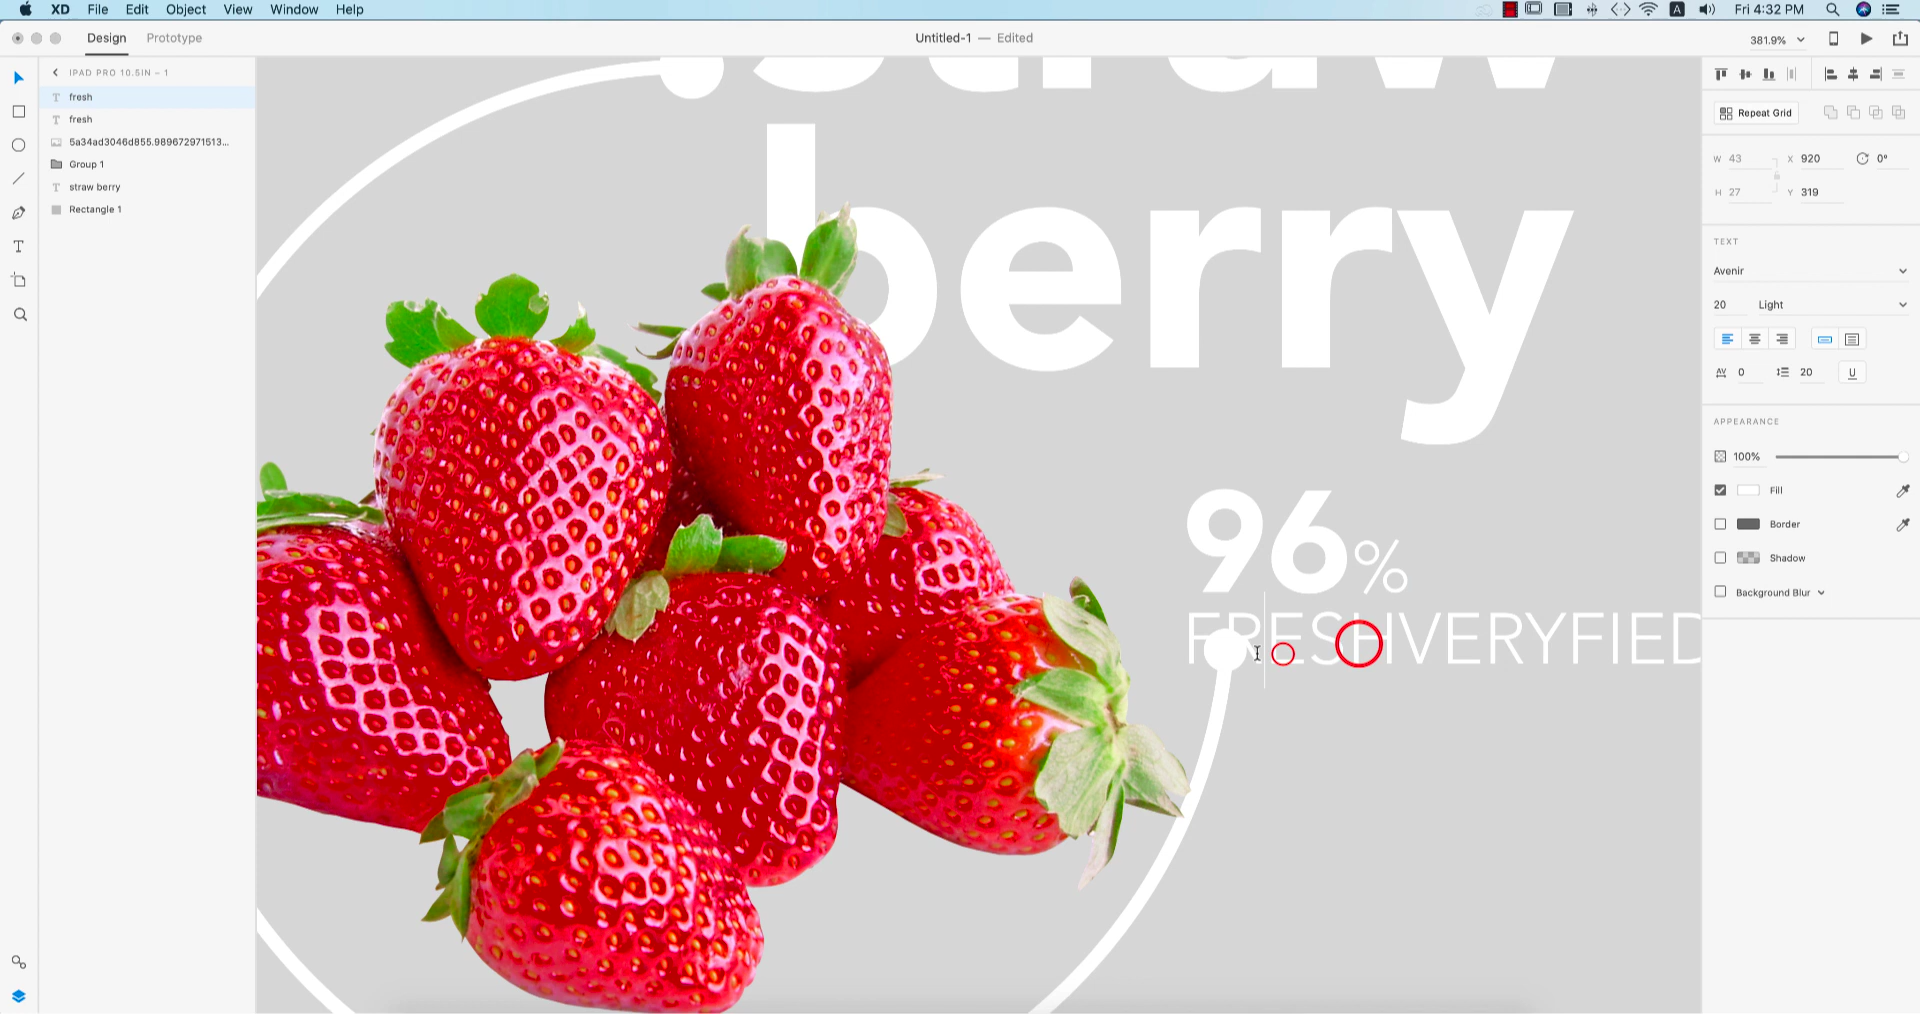 XD File Edit Object View Window Help
A Fri 4:32 PM
Design Prototype
Untitled-1 — Edited
381.9%
IPAD PRO 10.5IN – 1
fresh
fresh
5a34ad3046d855.989672971513...
Group 1
straw berry
Rectangle 1
T
straw
berry
96%
FRESHVERYFIED
Repeat Grid
W 43 X 920 0°
H 27 Y 319
TEXT
Avenir
20 Light
AV 0 20 U
APPEARANCE
100%
Fill
Border
Shadow
Background Blur